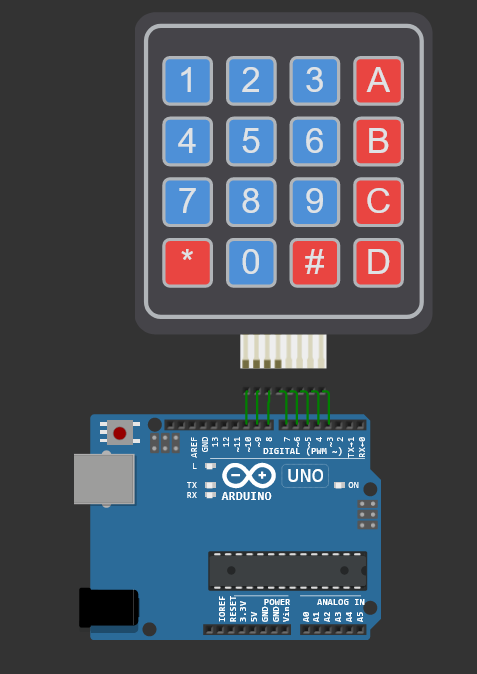 1 2 3 A
4 5 6 B
7 8 9 C
* 0 # D
AREF
GND
13
12
~11
~10
~9
8
7
~6
~5
4
~3
2
TX→1
RX←0
DIGITAL (PWM ~)
L
TX
RX
ARDUINO
UNO
ON
POWER
ANALOG IN
IOREF
RESET
3.3V
5V
GND
GND
Vin
A0
A1
A2
A3
A4
A5